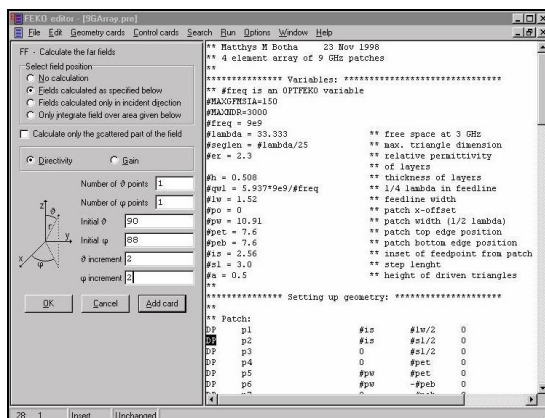 FEKO editor - [9GArray.pre]
File Edit Geometry cards Control cards Search Run Options Window Help
FF - Calculate the far fields
Select field position
No calculation
Fields calculated as specified below
Fields calculated only in incident direction
Only integrate field over area given below
Calculate only the scattered part of the field
Directivity Gain
Number of ϑ points 1
Number of φ points 1
Initial ϑ 90
Initial φ 88
ϑ increment 2
φ increment 2
z ϑ r y x φ
OK Cancel Add card
** Matthys M Botha 23 Nov 1998
** 4 element array of 9 GHz patches
**
*************** Variables: ********************************
** #freq is an OPTFEKO variable
#MAXGFMSIA=150
#MAXNDR=3000
#freq = 9e9
#lambda = 33.333 ** free space at 3 GHz
#seglen = #lambda/25 ** max. triangle dimension
#er = 2.3 ** relative permittivity
** of layers
#h = 0.508 ** thickness of layers
#qwl = 5.937*9e9/#freq ** 1/4 lambda in feedline
#lw = 1.52 ** feedline width
#po = 0 ** patch x-offset
#pw = 10.91 ** patch width (1/2 lambda)
#pet = 7.6 ** patch top edge position
#peb = 7.6 ** patch bottom edge position
#is = 2.56 ** inset of feedpoint from patch
#sl = 3.0 ** step lenght
#a = 0.5 ** height of driven triangles
**
*************** Setting up geometry: *********************
**
** Patch:
DP p1 #is #lw/2 0
DP p2 #is #sl/2 0
DP p3 0 #sl/2 0
DP p4 0 #pet 0
DP p5 #pw #pet 0
DP p6 #pw -#peb 0
28: 1 Insert Unchanged